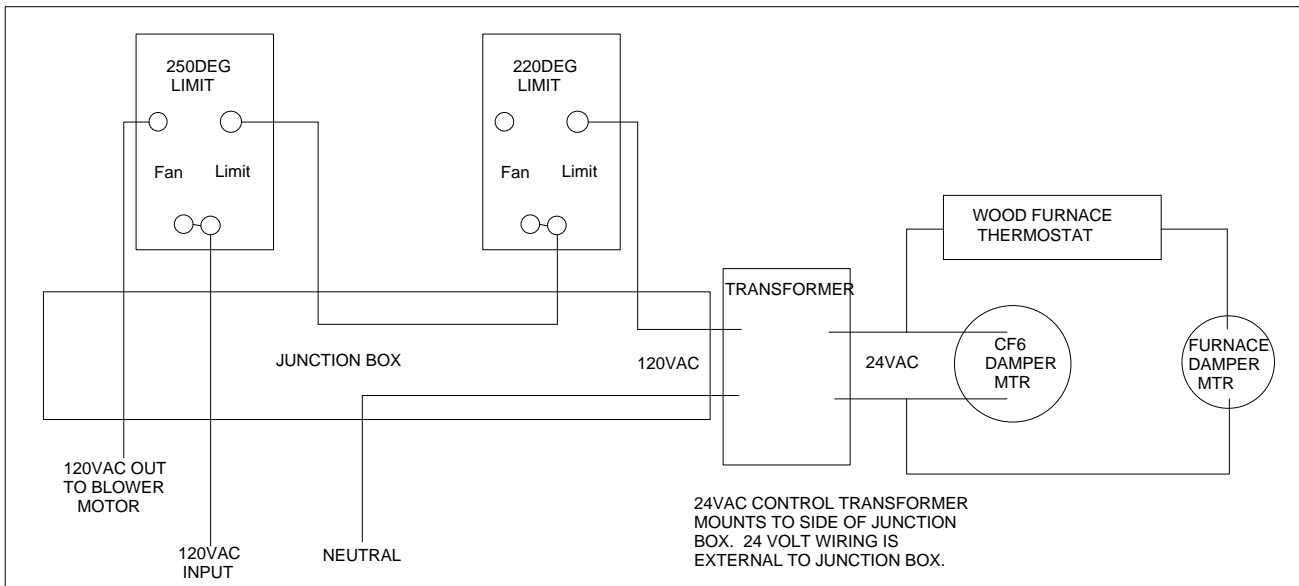 250DEG
LIMIT
220DEG
LIMIT
Fan Limit
Fan Limit
WOOD FURNACE
THERMOSTAT
TRANSFORMER
JUNCTION BOX
120VAC
24VAC
CF6
DAMPER
MTR
FURNACE
DAMPER
MTR
120VAC OUT
TO BLOWER
MOTOR
120VAC
INPUT
NEUTRAL
24VAC CONTROL TRANSFORMER
MOUNTS TO SIDE OF JUNCTION
BOX. 24 VOLT WIRING IS
EXTERNAL TO JUNCTION BOX.